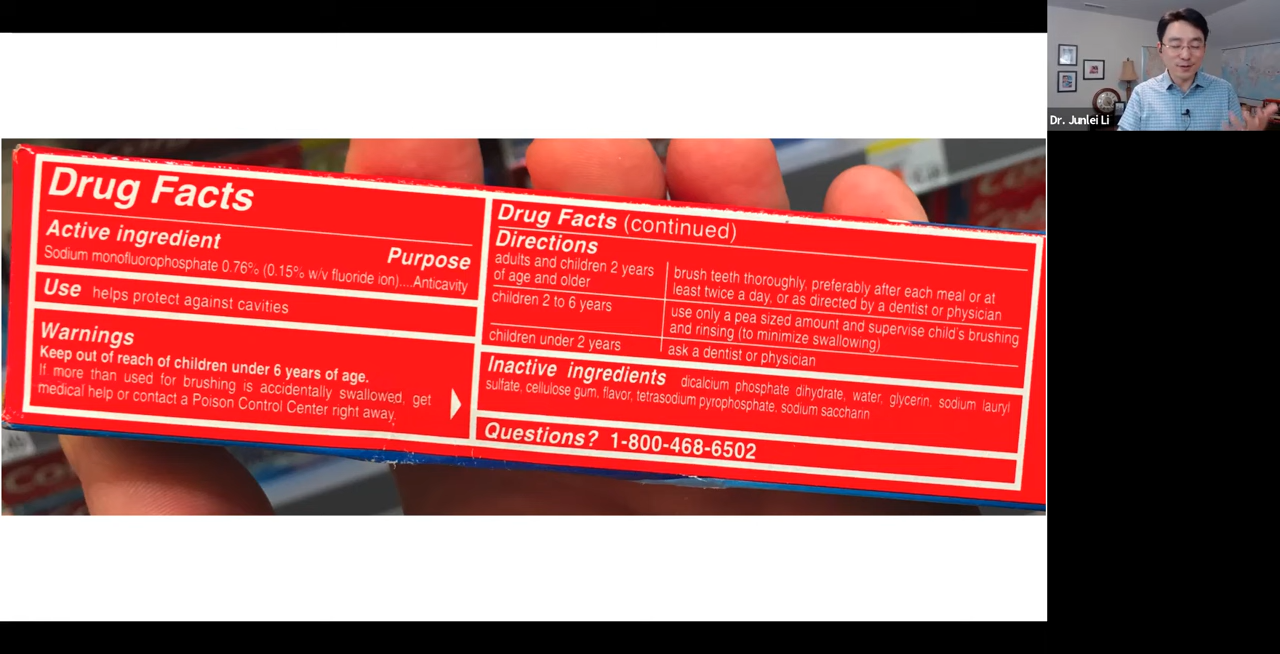 Drug Facts
Active ingredient
Purpose
Sodium monofluorophosphate 0.76% (0.15% w/v fluoride ion)....Anticavity
Use helps protect against cavities
Warnings
Keep out of reach of children under 6 years of age.
If more than used for brushing is accidentally swallowed, get
medical help or contact a Poison Control Center right away.
Drug Facts (continued)
Directions
adults and children 2 years
of age and older
brush teeth thoroughly, preferably after each meal or at
least twice a day, or as directed by a dentist or physician
children 2 to 6 years
use only a pea sized amount and supervise child's brushing
and rinsing (to minimize swallowing)
children under 2 years
ask a dentist or physician
Inactive ingredients dicalcium phosphate dihydrate, water, glycerin, sodium lauryl
sulfate, cellulose gum, flavor, tetrasodium pyrophosphate, sodium saccharin
Questions? 1-800-468-6502
Dr. Junlei Li